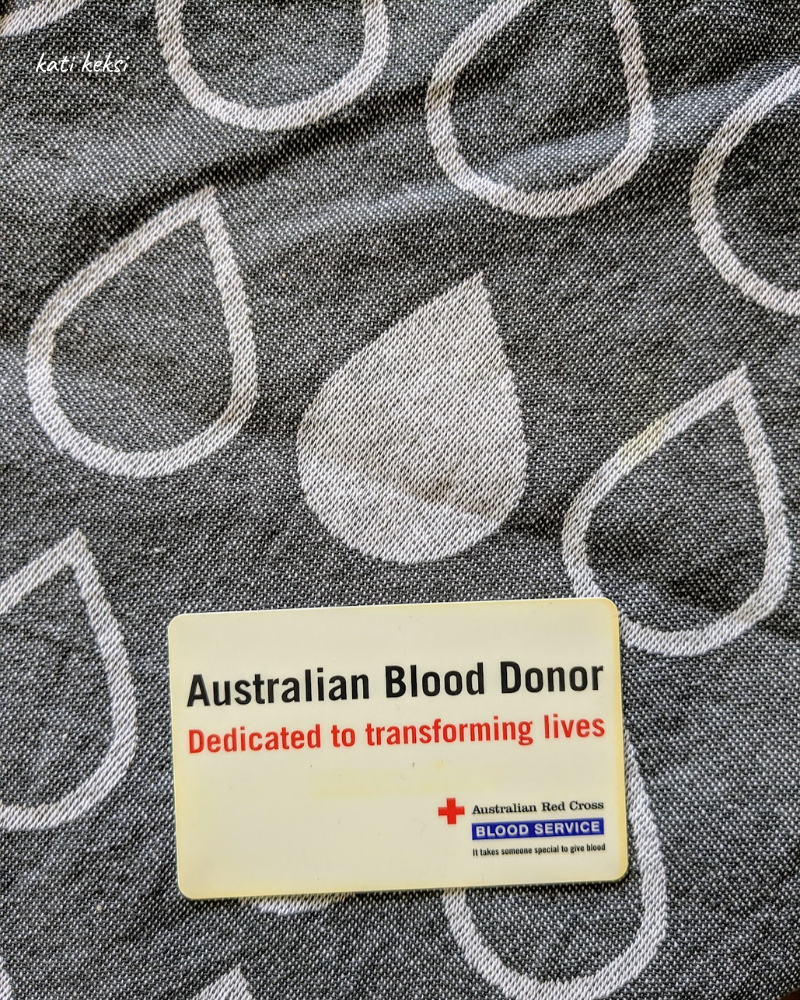 kati keksi
Australian Blood Donor
Dedicated to transforming lives
Australian Red Cross
BLOOD SERVICE
It takes someone special to give blood